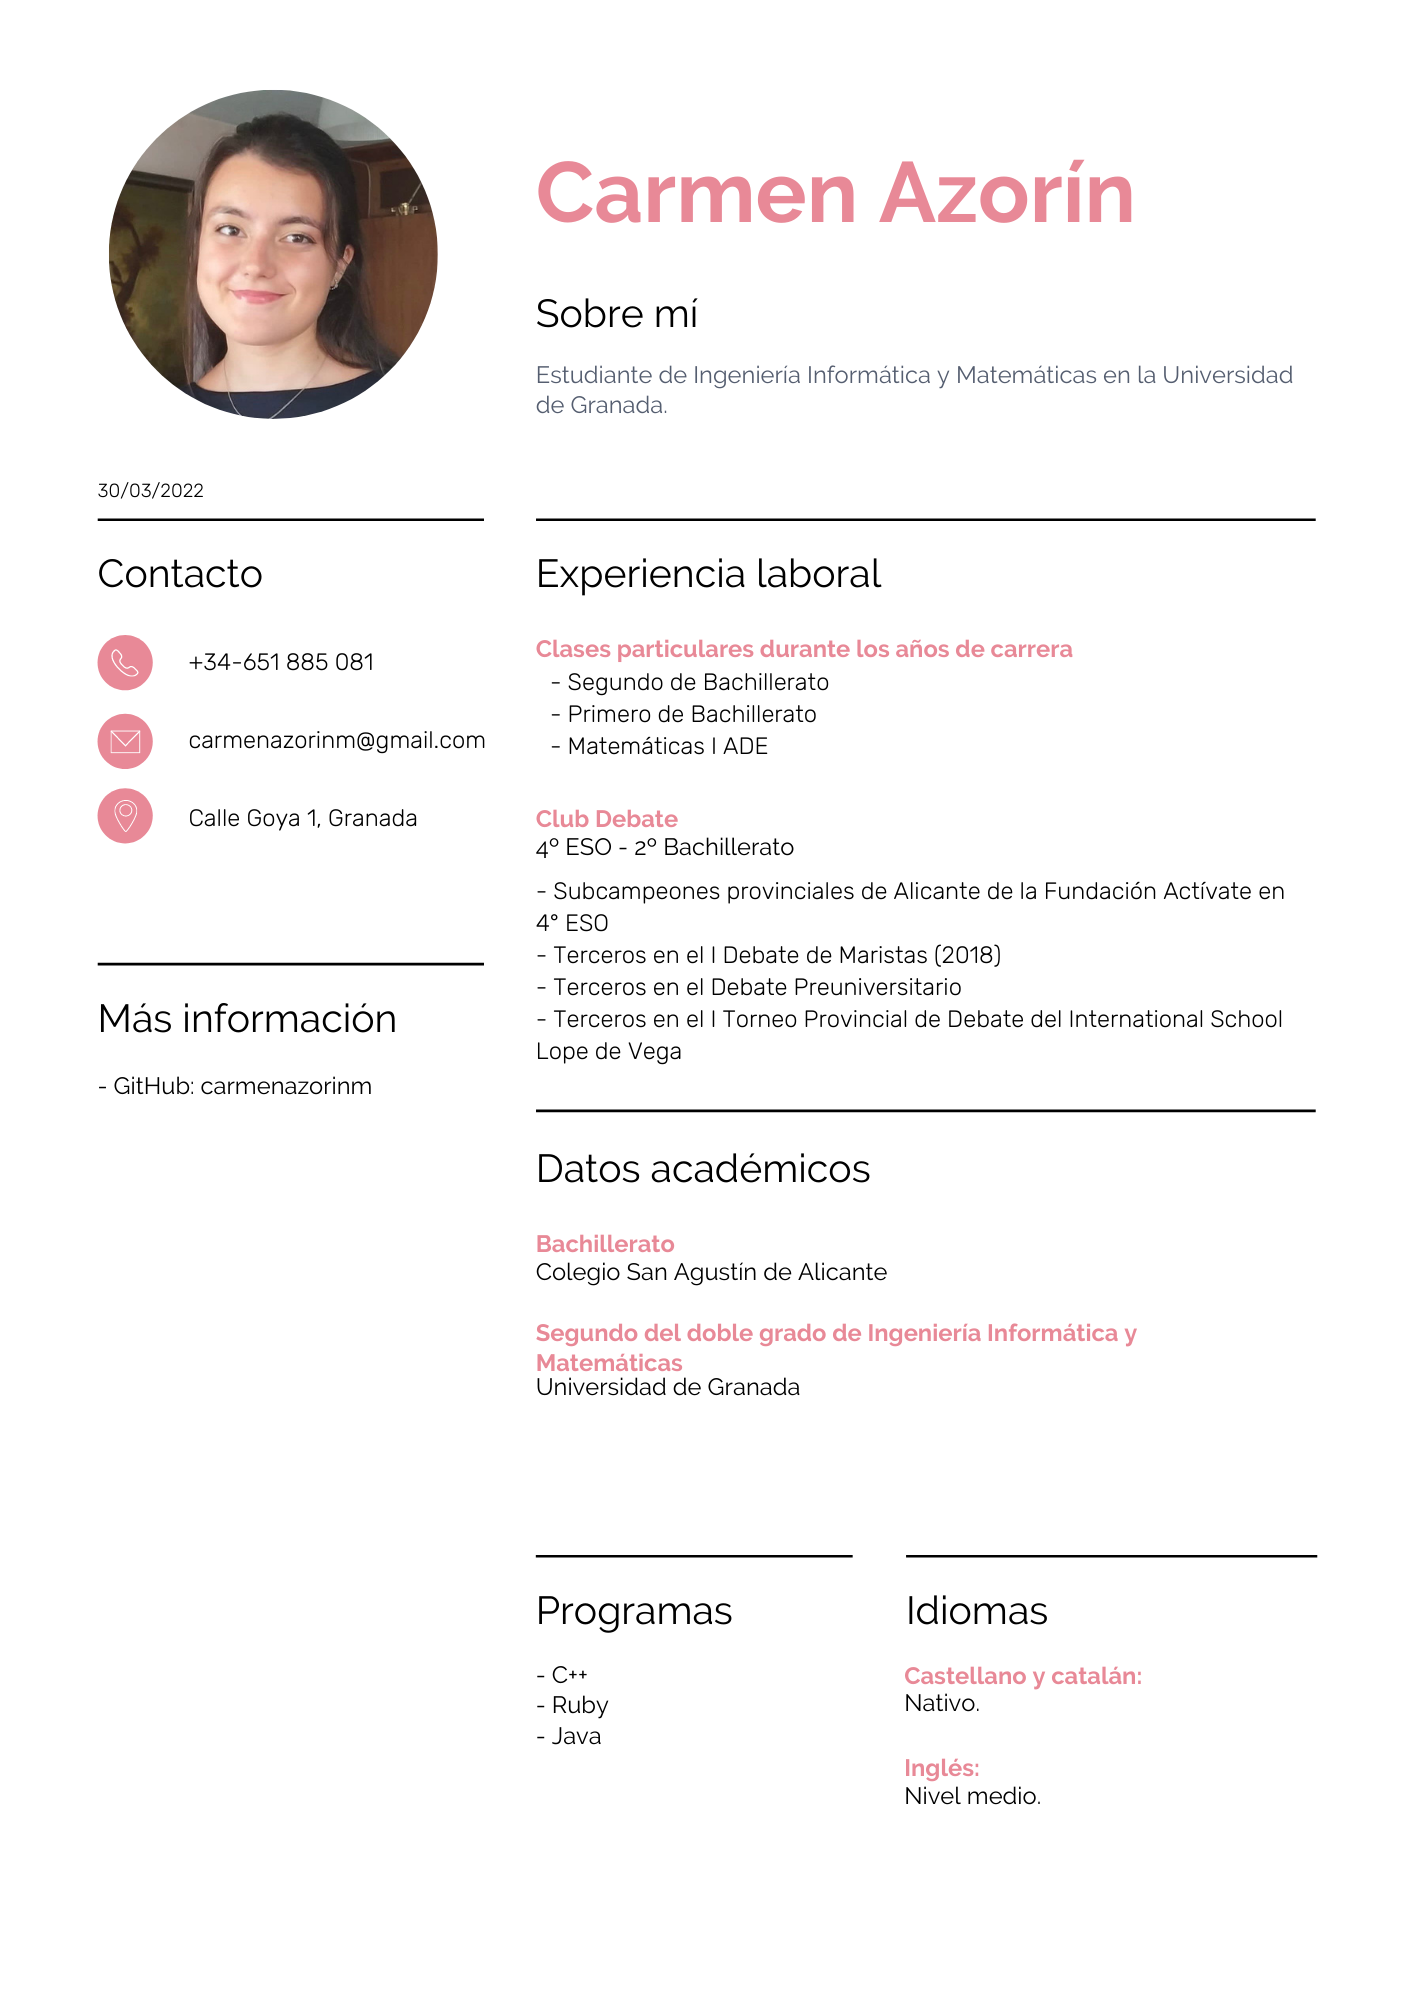 Carmen Azorín
Sobre mí
Estudiante de Ingeniería Informática y Matemáticas en la Universidad
de Granada.
30/03/2022
Contacto
+34-651 885 081
carmenazorinm@gmail.com
Calle Goya 1, Granada
Más información
- GitHub: carmenazorinm
Experiencia laboral
Clases particulares durante los años de carrera
- Segundo de Bachillerato
- Primero de Bachillerato
- Matemáticas I ADE
Club Debate
4º ESO - 2º Bachillerato
- Subcampeones provinciales de Alicante de la Fundación Actívate en
4° ESO
- Terceros en el I Debate de Maristas (2018)
- Terceros en el Debate Preuniversitario
- Terceros en el I Torneo Provincial de Debate del International School
Lope de Vega
Datos académicos
Bachillerato
Colegio San Agustín de Alicante
Segundo del doble grado de Ingeniería Informática y
Matemáticas
Universidad de Granada
Programas
- C++
- Ruby
- Java
Idiomas
Castellano y catalán:
Nativo.
Inglés:
Nivel medio.